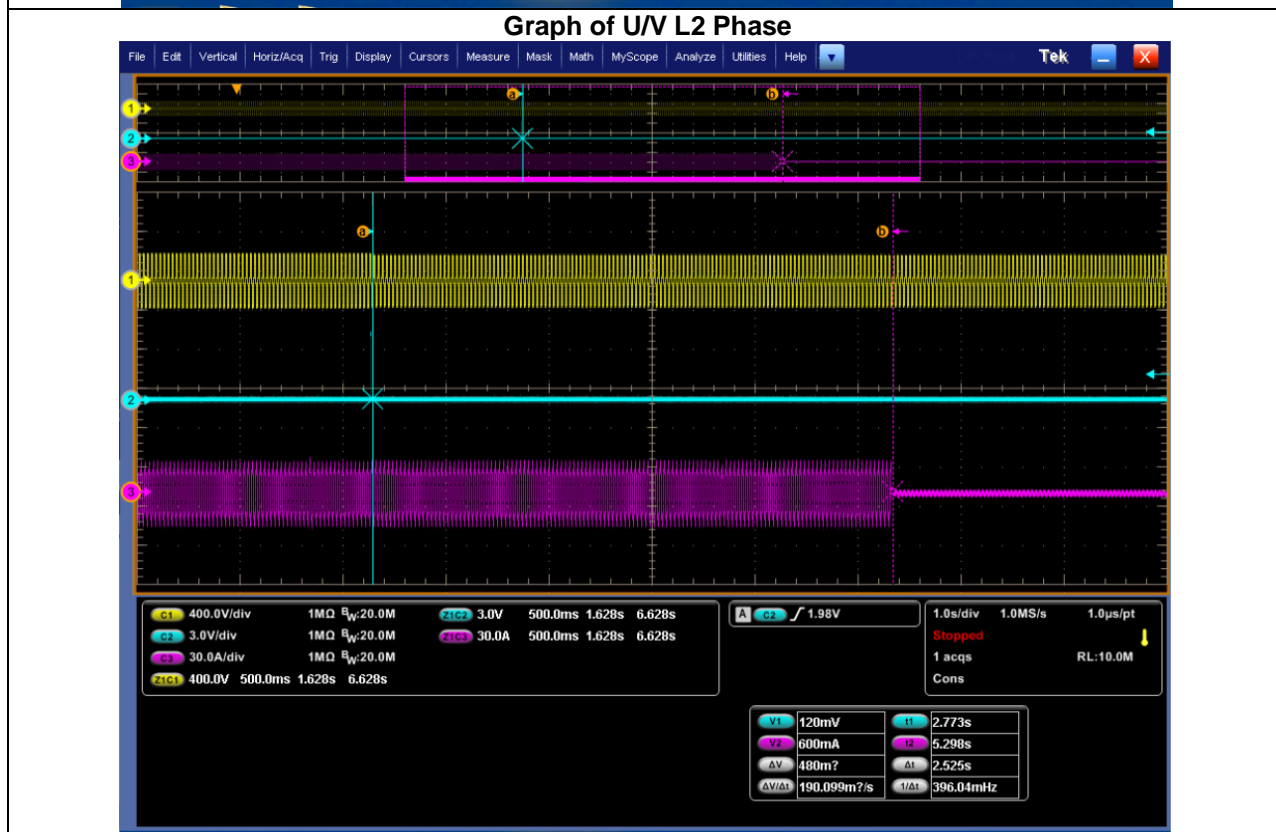 Graph of U/V L2 Phase
File Edit Vertical Horiz/Acq Trig Display Cursors Measure Mask Math MyScope Analyze Utilities Help Tek X
a b
1
2
3
a b
1
2
3
C1 400.0V/div 1MΩ BW:20.0M Z1C2 3.0V 500.0ms 1.628s 6.628s
C2 3.0V/div 1MΩ BW:20.0M Z1C3 30.0A 500.0ms 1.628s 6.628s
C3 30.0A/div 1MΩ BW:20.0M
Z1C1 400.0V 500.0ms 1.628s 6.628s
A C2 1.98V
1.0s/div 1.0MS/s 1.0µs/pt
Stopped
1 acqs RL:10.0M
Cons
V1 120mV t1 2.773s
V2 600mA t2 5.298s
ΔV 480m? Δt 2.525s
ΔV/Δt 190.099m?/s 1/Δt 396.04mHz